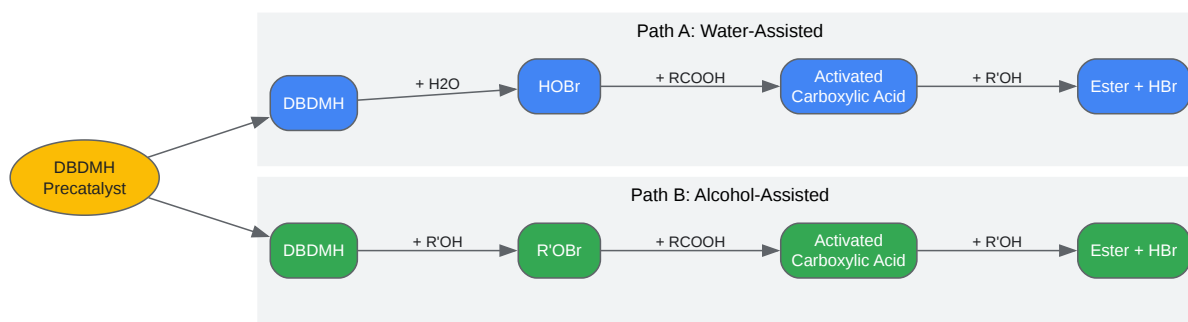 Path A: Water-Assisted
DBDMH
+ H2O
HOBr
+ RCOOH
Activated
Carboxylic Acid
+ R'OH
Ester + HBr
DBDMH
Precatalyst
Path B: Alcohol-Assisted
DBDMH
+ R'OH
R'OBr
+ RCOOH
Activated
Carboxylic Acid
+ R'OH
Ester + HBr